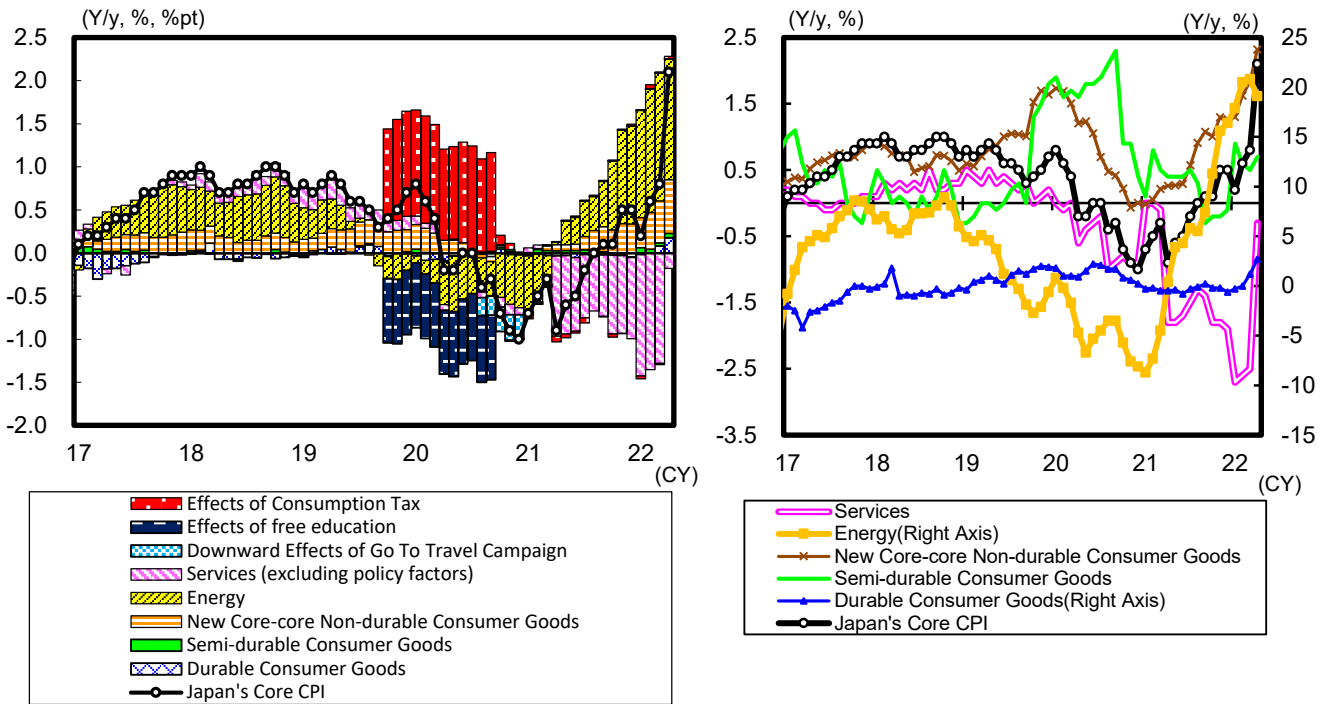 (Y/y, %, %pt)
2.5
2.0
1.5
1.0
0.5
0.0
-0.5
-1.0
-1.5
-2.0
17 18 19 20 21 22
(CY)
Effects of Consumption Tax
Effects of free education
Downward Effects of Go To Travel Campaign
Services (excluding policy factors)
Energy
New Core-core Non-durable Consumer Goods
Semi-durable Consumer Goods
Durable Consumer Goods
Japan's Core CPI
(Y/y, %) (Y/y, %)
2.5
1.5
0.5
-0.5
-1.5
-2.5
-3.5
25
20
15
10
5
0
-5
-10
-15
17 18 19 20 21 22
(CY)
Services
Energy(Right Axis)
New Core-core Non-durable Consumer Goods
Semi-durable Consumer Goods
Durable Consumer Goods(Right Axis)
Japan's Core CPI